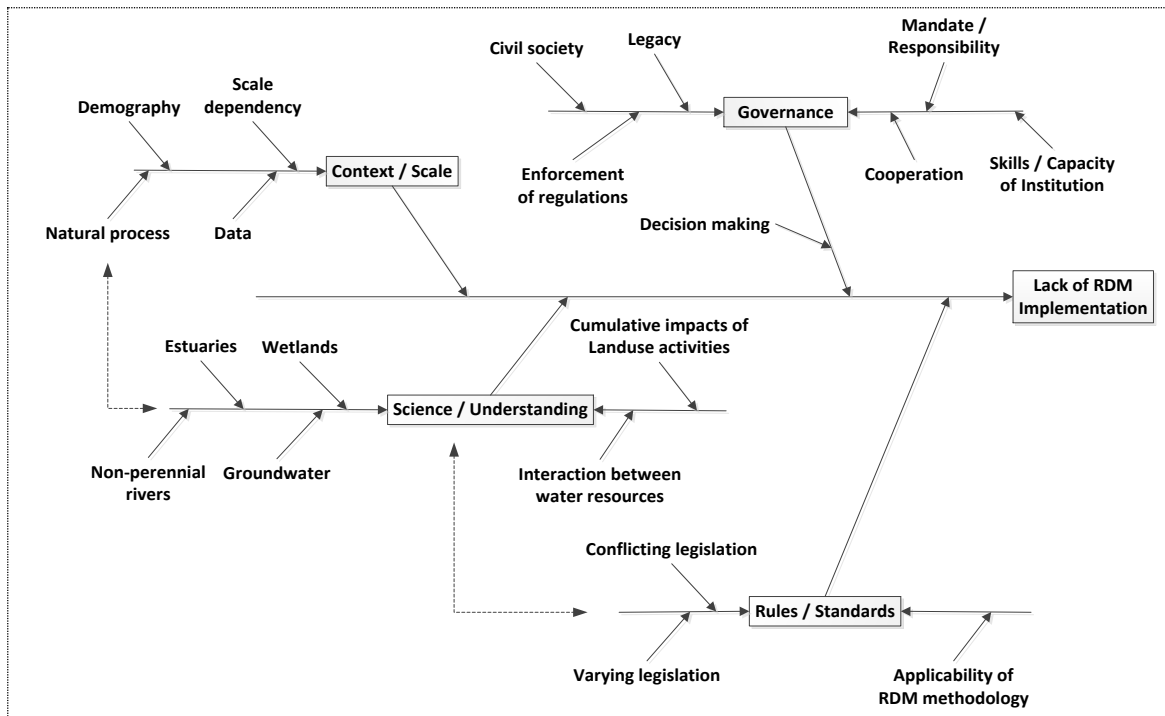 Civil society
Legacy
Mandate /
Responsibility
Scale
dependency
Demography
Governance
Context / Scale
Enforcement
of regulations
Cooperation
Skills / Capacity
of Institution
Natural process
Data
Decision making
Lack of RDM
Implementation
Cumulative impacts of
Landuse activities
Estuaries
Wetlands
Science / Understanding
Non-perennial
rivers
Groundwater
Interaction between
water resources
Conflicting legislation
Rules / Standards
Varying legislation
Applicability of
RDM methodology